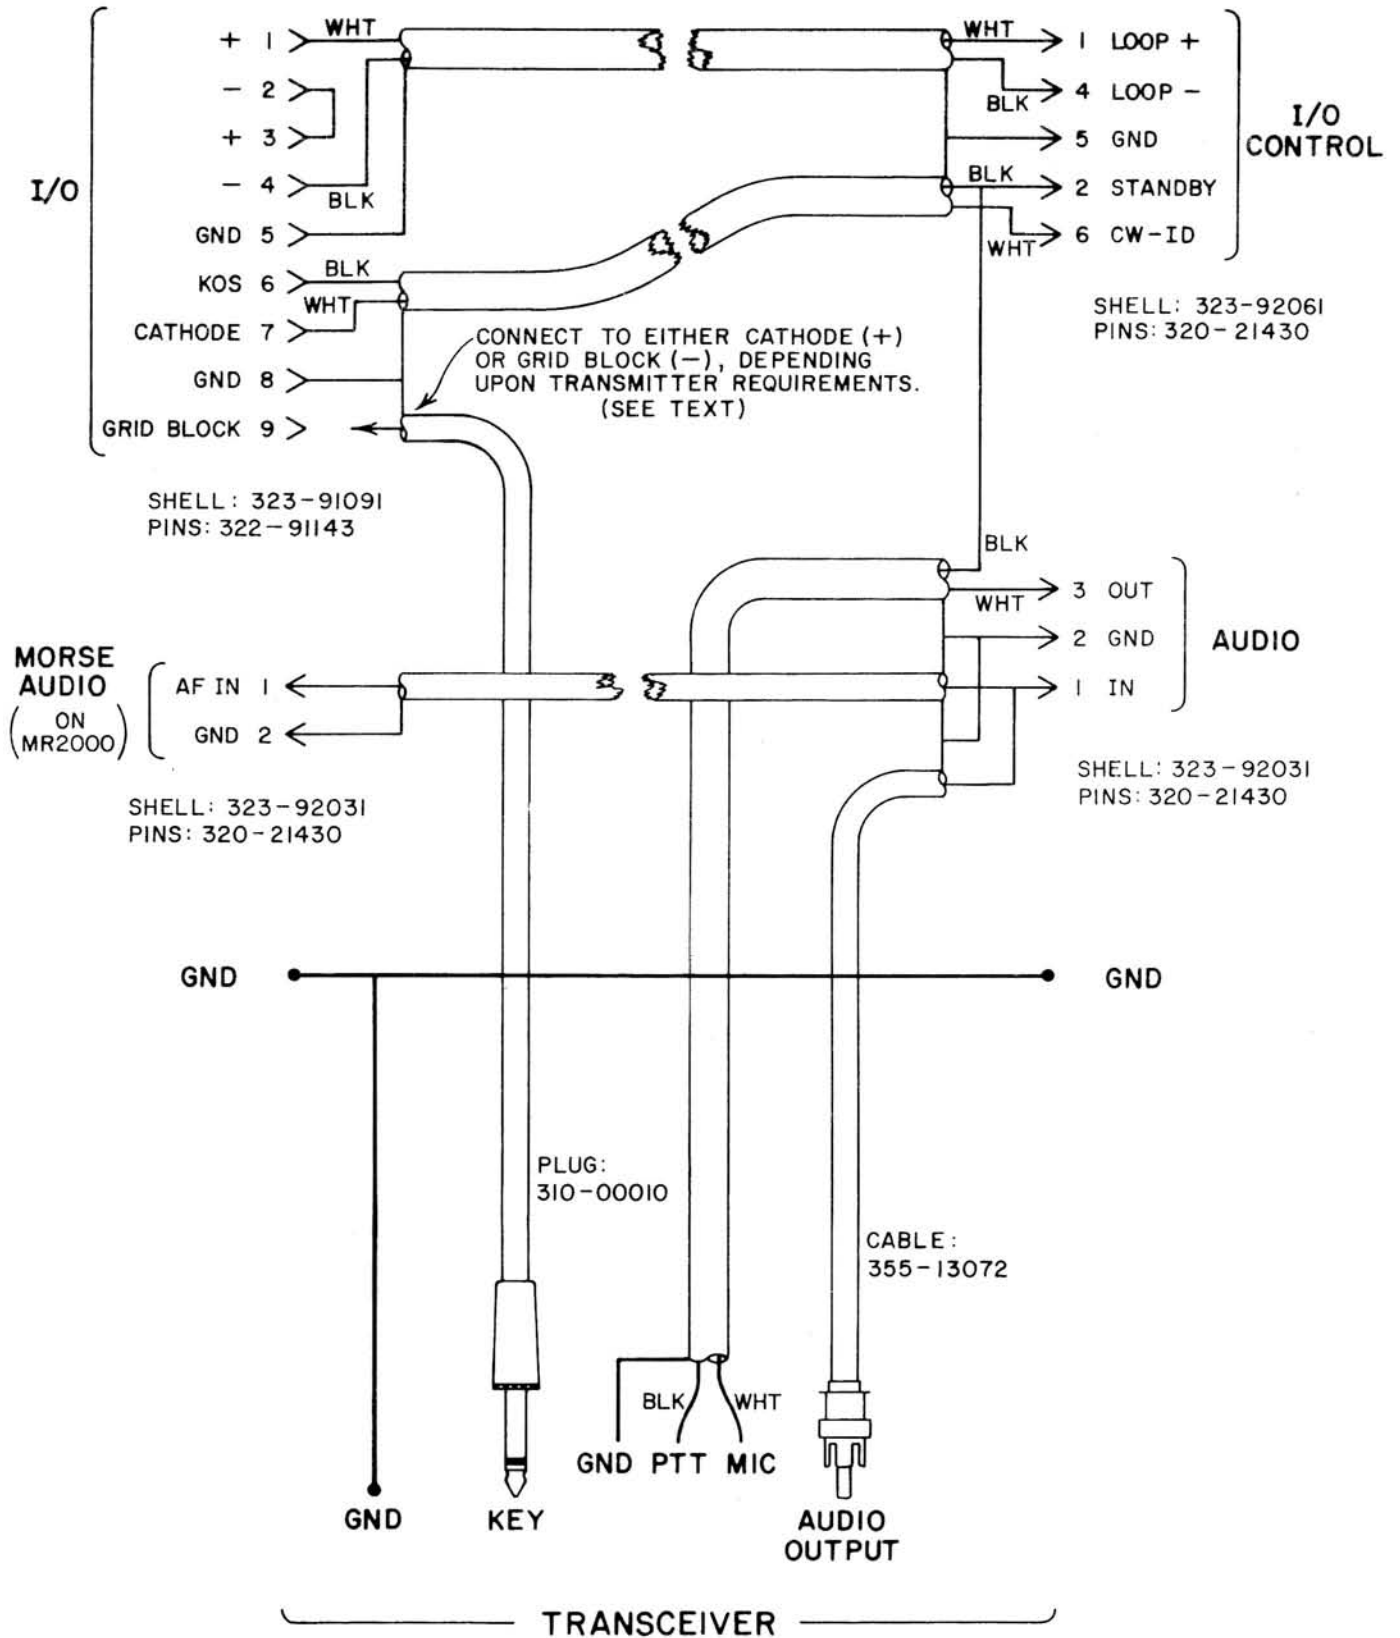 I/O
+ 1
WHT
- 2
+ 3
- 4
BLK
GND 5
KOS 6
BLK
WHT
CATHODE 7
GND 8
GRID BLOCK 9
SHELL: 323-91091
PINS: 322-91143
WHT
1 LOOP +
4 LOOP -
BLK
5 GND
BLK
2 STANDBY
6 CW-ID
WHT
I/O
CONTROL
SHELL: 323-92061
PINS: 320-21430
CONNECT TO EITHER CATHODE (+)
OR GRID BLOCK (-), DEPENDING
UPON TRANSMITTER REQUIREMENTS.
(SEE TEXT)
BLK
3 OUT
WHT
2 GND
1 IN
AUDIO
SHELL: 323-92031
PINS: 320-21430
MORSE
AUDIO
(ON
MR2000)
AF IN 1
GND 2
SHELL: 323-92031
PINS: 320-21430
GND
GND
PLUG:
310-00010
CABLE:
355-13072
BLK
WHT
GND PTT MIC
GND
KEY
AUDIO
OUTPUT
TRANSCEIVER